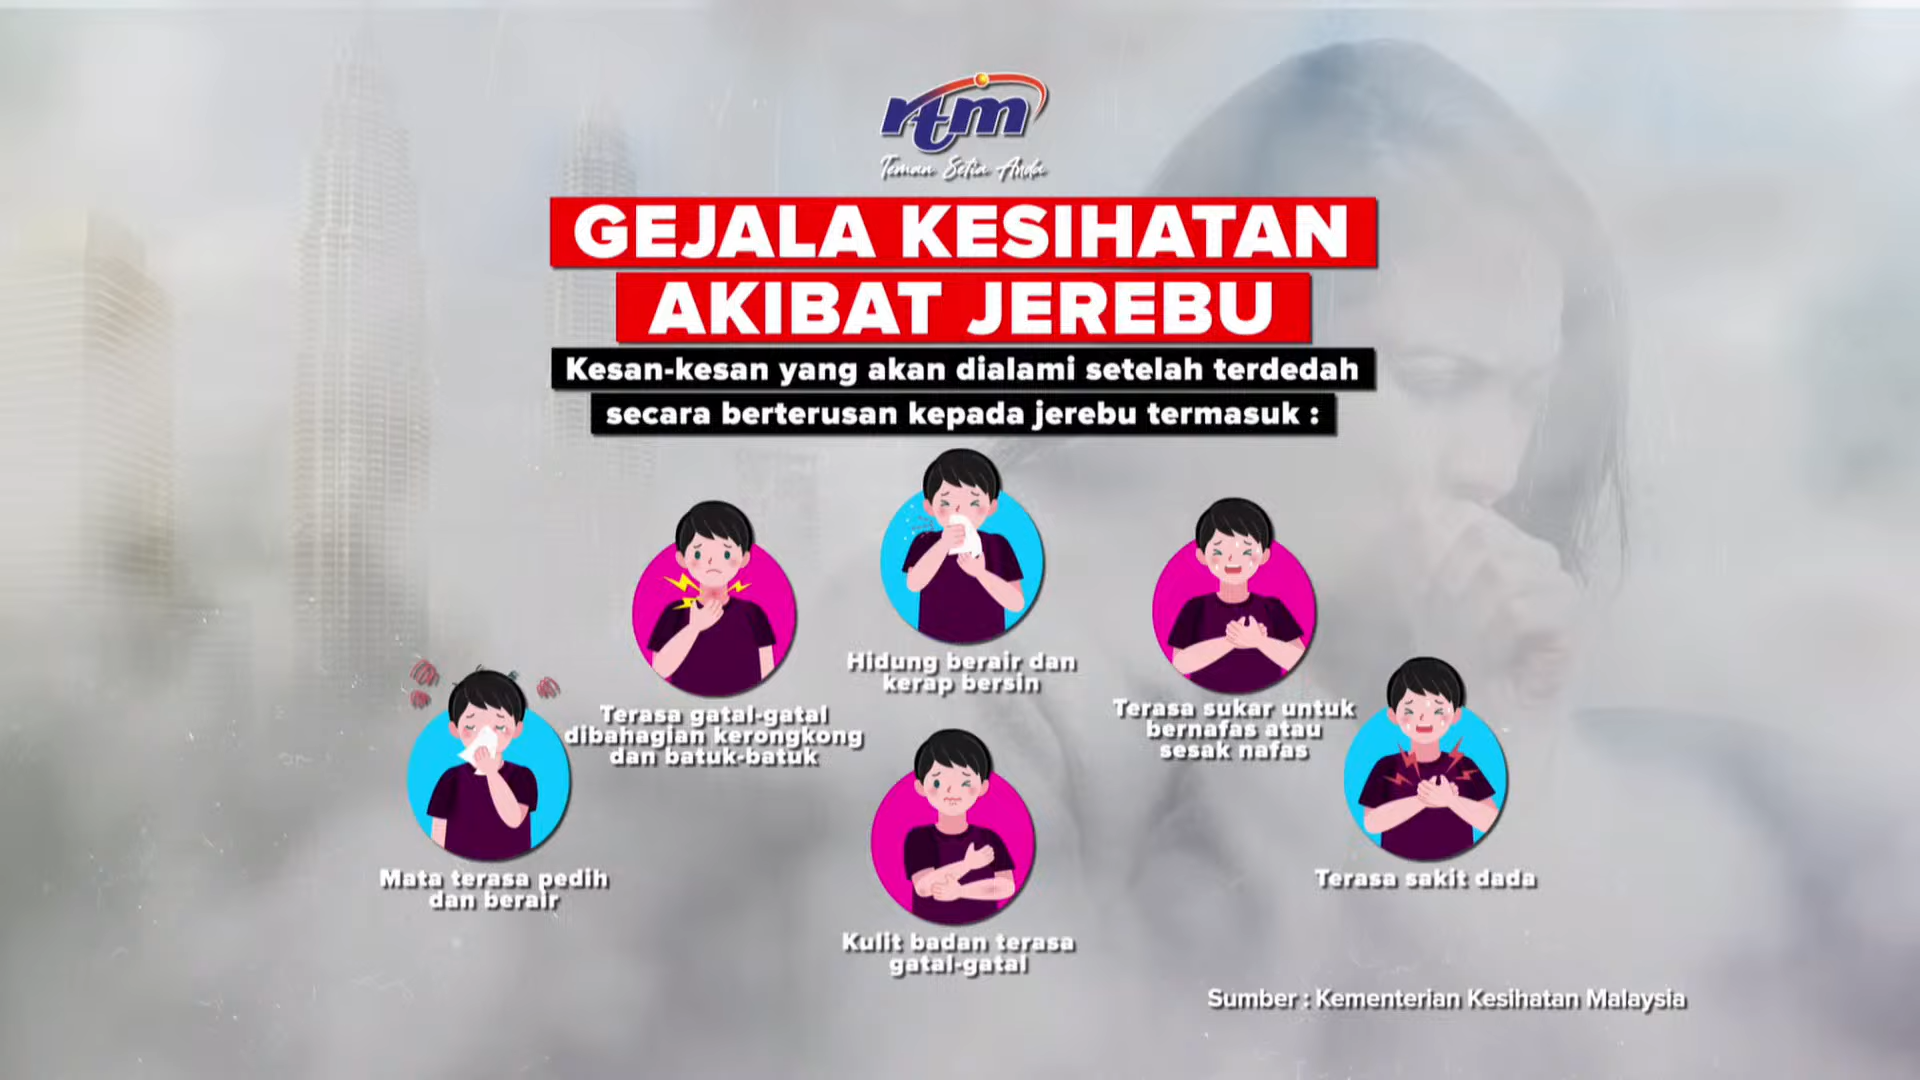 rtm
Teman Setia Anda
GEJALA KESIHATAN
AKIBAT JEREBU
Kesan-kesan yang akan dialami setelah terdedah
secara berterusan kepada jerebu termasuk :
Mata terasa pedih
dan berair
Terasa gatal-gatal
dibahagian kerongkong
dan batuk-batuk
Hidung berair dan
kerap bersin
Kulit badan terasa
gatal-gatal
Terasa sukar untuk
bernafas atau
sesak nafas
Terasa sakit dada
Sumber : Kementerian Kesihatan Malaysia